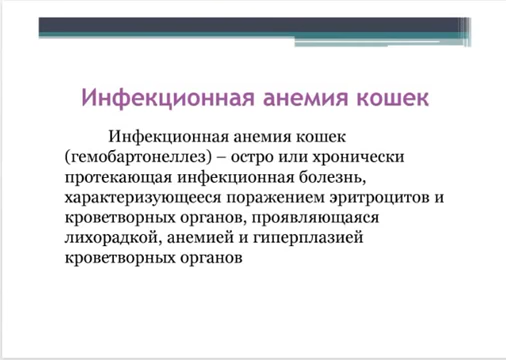 Инфекционная анемия кошек
Инфекционная анемия кошек
(гемобартонеллез) – остро или хронически
протекающая инфекционная болезнь,
характеризующееся поражением эритроцитов и
кроветворных органов, проявляющаяся
лихорадкой, анемией и гиперплазией
кроветворных органов